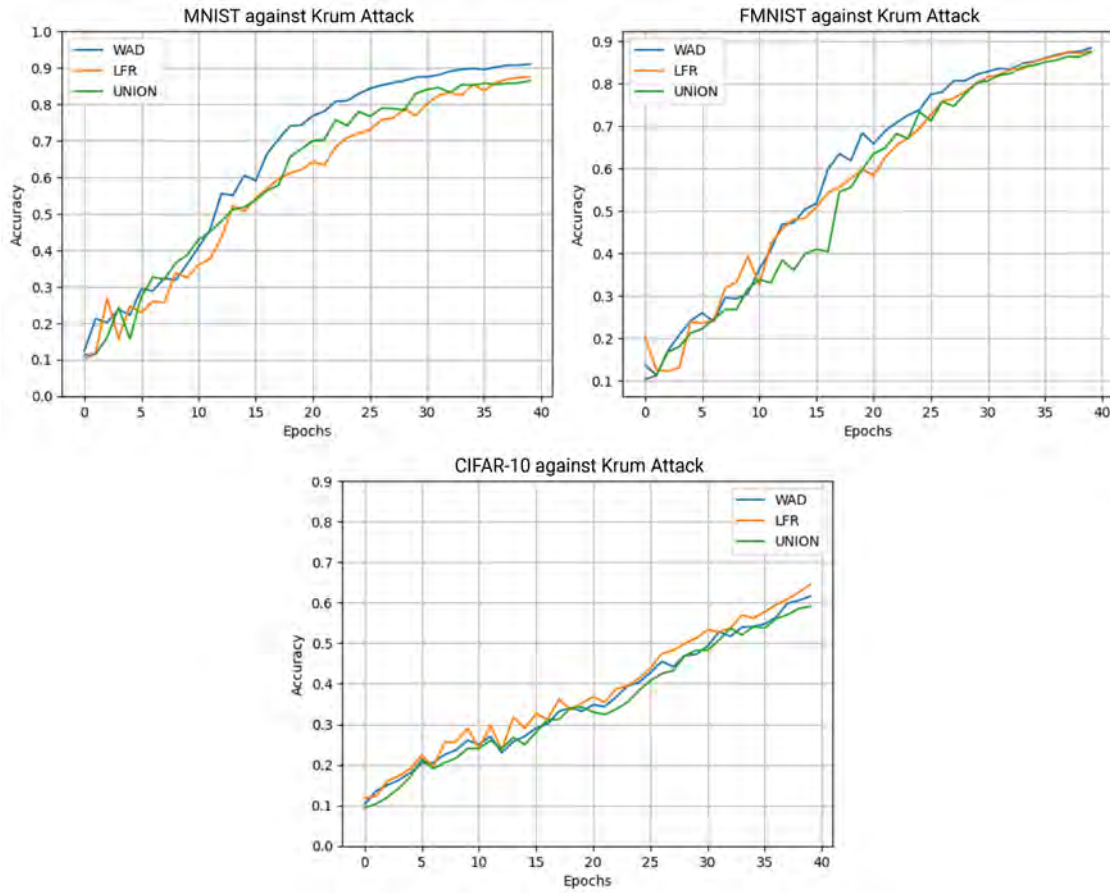 MNIST against Krum Attack
1.0
0.9
0.8
0.7
0.6
0.5
0.4
0.3
0.2
0.1
0.0
Accuracy
WAD
LFR
UNION
0 5 10 15 20 25 30 35 40
Epochs
FMNIST against Krum Attack
0.9
0.8
0.7
0.6
0.5
0.4
0.3
0.2
0.1
Accuracy
WAD
LFR
UNION
0 5 10 15 20 25 30 35 40
Epochs
CIFAR-10 against Krum Attack
0.9
0.8
0.7
0.6
0.5
0.4
0.3
0.2
0.1
0.0
Accuracy
WAD
LFR
UNION
0 5 10 15 20 25 30 35 40
Epochs